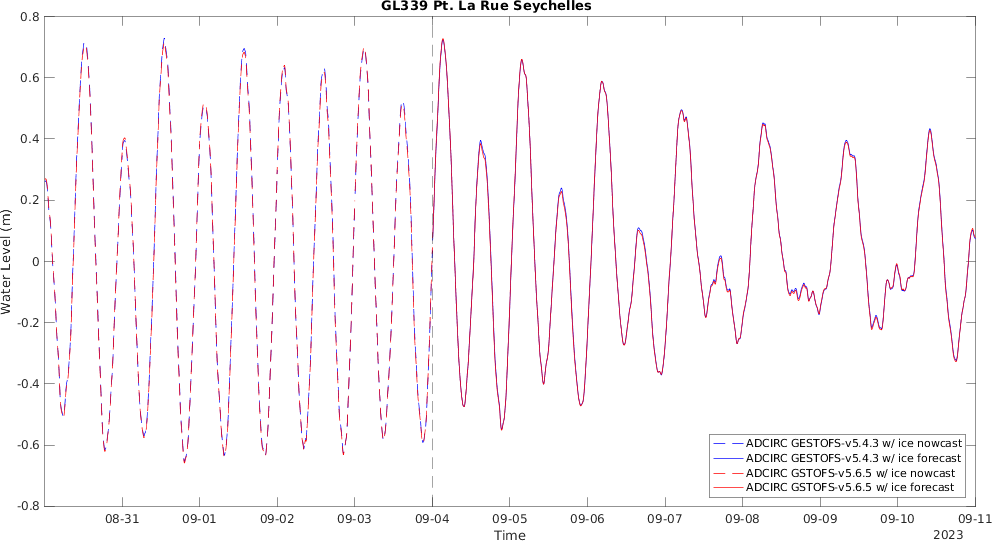 GL339 Pt. La Rue Seychelles
0.8
0.6
0.4
0.2
0
-0.2
-0.4
-0.6
-0.8
Water Level (m)
ADCIRC GESTOFS-v5.4.3 w/ ice nowcast
ADCIRC GESTOFS-v5.4.3 w/ ice forecast
ADCIRC GSTOFS-v5.6.5 w/ ice nowcast
ADCIRC GSTOFS-v5.6.5 w/ ice forecast
08-31 09-01 09-02 09-03 09-04 09-05 09-06 09-07 09-08 09-09 09-10 09-11
Time
2023